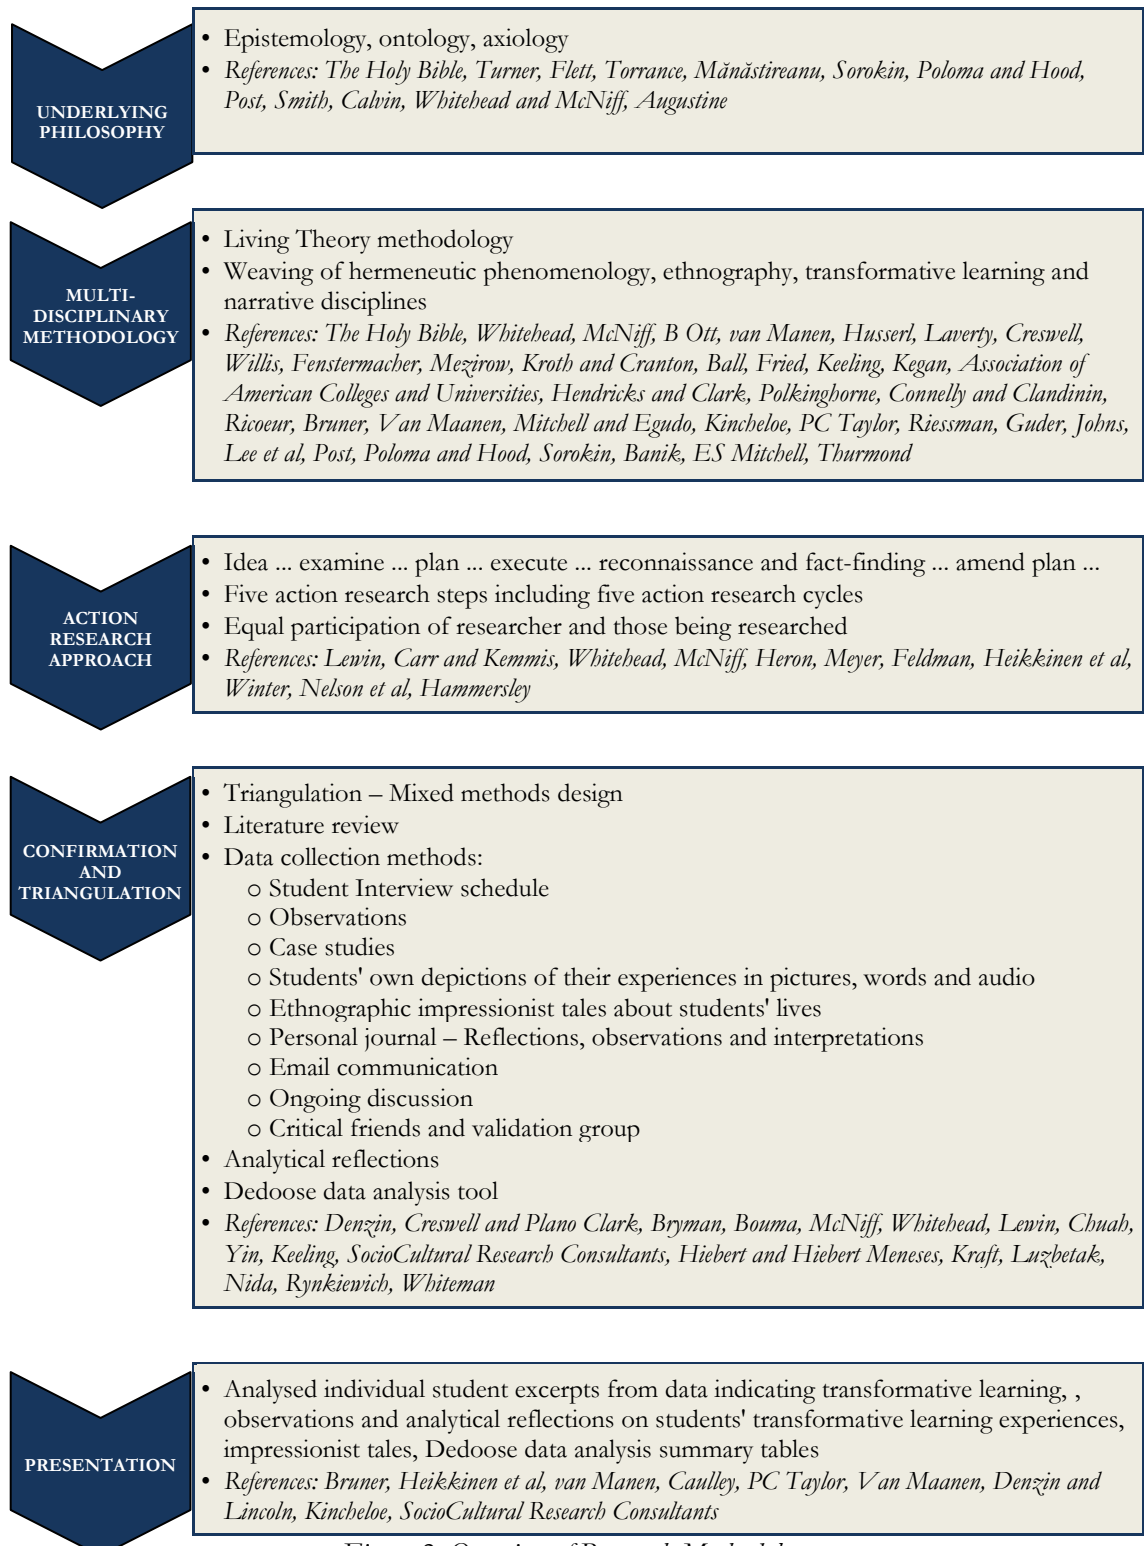 UNDERLYING
PHILOSOPHY
• Epistemology, ontology, axiology
• References: The Holy Bible, Turner, Flett, Torrance, Mănăstireanu, Sorokin, Poloma and Hood,
Post, Smith, Calvin, Whitehead and McNiff, Augustine
MULTI-
DISCIPLINARY
METHODOLOGY
• Living Theory methodology
• Weaving of hermeneutic phenomenology, ethnography, transformative learning and
narrative disciplines
• References: The Holy Bible, Whitehead, McNiff, B Ott, van Manen, Husserl, Laverty, Creswell,
Willis, Fenstermacher, Mezirow, Kroth and Cranton, Ball, Fried, Keeling, Kegan, Association of
American Colleges and Universities, Hendricks and Clark, Polkinghorne, Connelly and Clandinin,
Ricoeur, Bruner, Van Maanen, Mitchell and Egudo, Kincheloe, PC Taylor, Riessman, Guder, Johns,
Lee et al, Post, Poloma and Hood, Sorokin, Banik, ES Mitchell, Thurmond
ACTION
RESEARCH
APPROACH
• Idea ... examine ... plan ... execute ... reconnaissance and fact-finding ... amend plan ...
• Five action research steps including five action research cycles
• Equal participation of researcher and those being researched
• References: Lewin, Carr and Kemmis, Whitehead, McNiff, Heron, Meyer, Feldman, Heikkinen et al,
Winter, Nelson et al, Hammersley
CONFIRMATION
AND
TRIANGULATION
• Triangulation – Mixed methods design
• Literature review
• Data collection methods:
o Student Interview schedule
o Observations
o Case studies
o Students' own depictions of their experiences in pictures, words and audio
o Ethnographic impressionist tales about students' lives
o Personal journal – Reflections, observations and interpretations
o Email communication
o Ongoing discussion
o Critical friends and validation group
• Analytical reflections
• Dedoose data analysis tool
• References: Denzin, Creswell and Plano Clark, Bryman, Bouma, McNiff, Whitehead, Lewin, Chuah,
Yin, Keeling, SocioCultural Research Consultants, Hiebert and Hiebert Meneses, Kraft, Luzbetak,
Nida, Rynkiewich, Whiteman
PRESENTATION
• Analysed individual student excerpts from data indicating transformative learning, ,
observations and analytical reflections on students' transformative learning experiences,
impressionist tales, Dedoose data analysis summary tables
• References: Bruner, Heikkinen et al, van Manen, Caulley, PC Taylor, Van Maanen, Denzin and
Lincoln, Kincheloe, SocioCultural Research Consultants